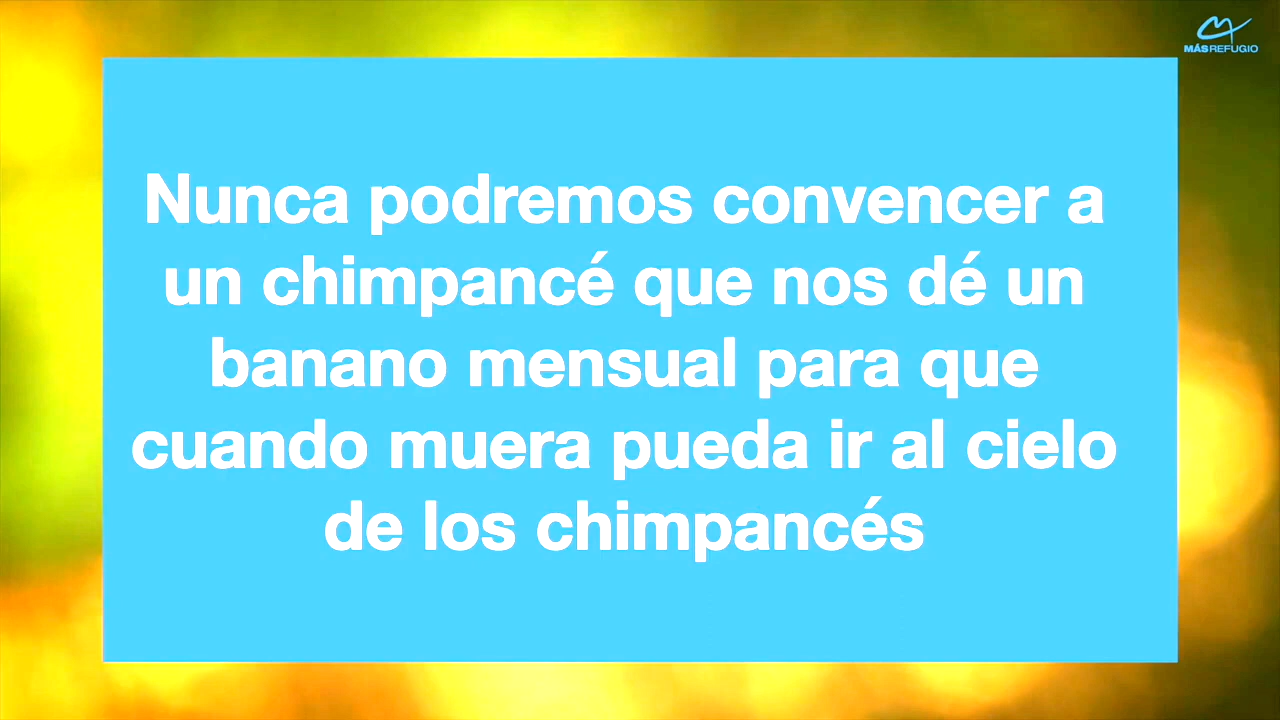 MÁSREFUGIO
Nunca podremos convencer a
un chimpancé que nos dé un
banano mensual para que
cuando muera pueda ir al cielo
de los chimpancés